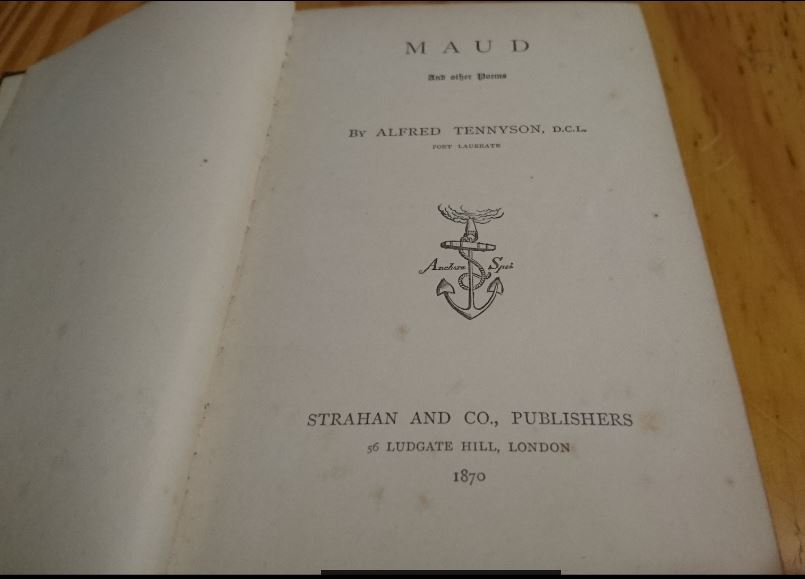 MAUD
And other Poems
BY ALFRED TENNYSON, D.C.L.
POET LAUREATE
Anchora Spei
STRAHAN AND CO., PUBLISHERS
56 LUDGATE HILL, LONDON
1870